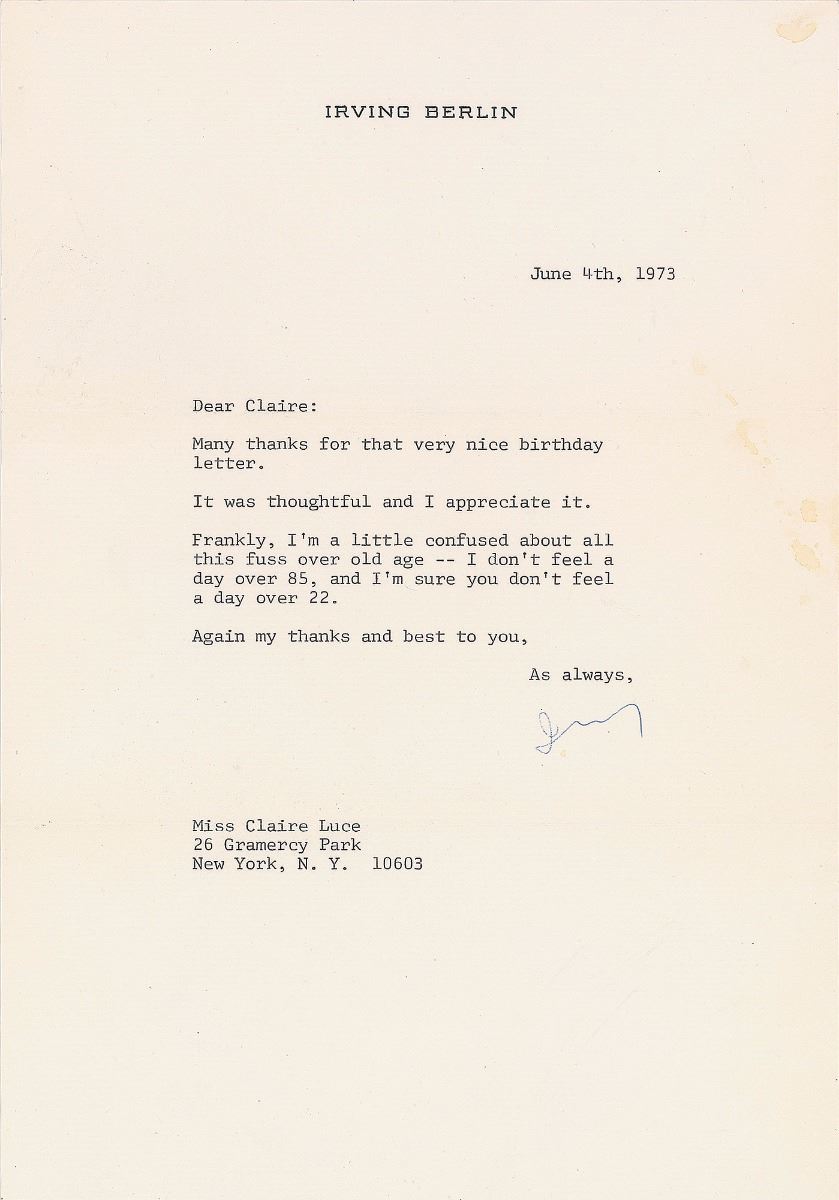 IRVING BERLIN
June 4th, 1973
Dear Claire:
Many thanks for that very nice birthday
letter.
It was thoughtful and I appreciate it.
Frankly, I'm a little confused about all
this fuss over old age -- I don't feel a
day over 85, and I'm sure you don't feel
a day over 22.
Again my thanks and best to you,
As always,
Irving
Miss Claire Luce
26 Gramercy Park
New York, N. Y.  10603